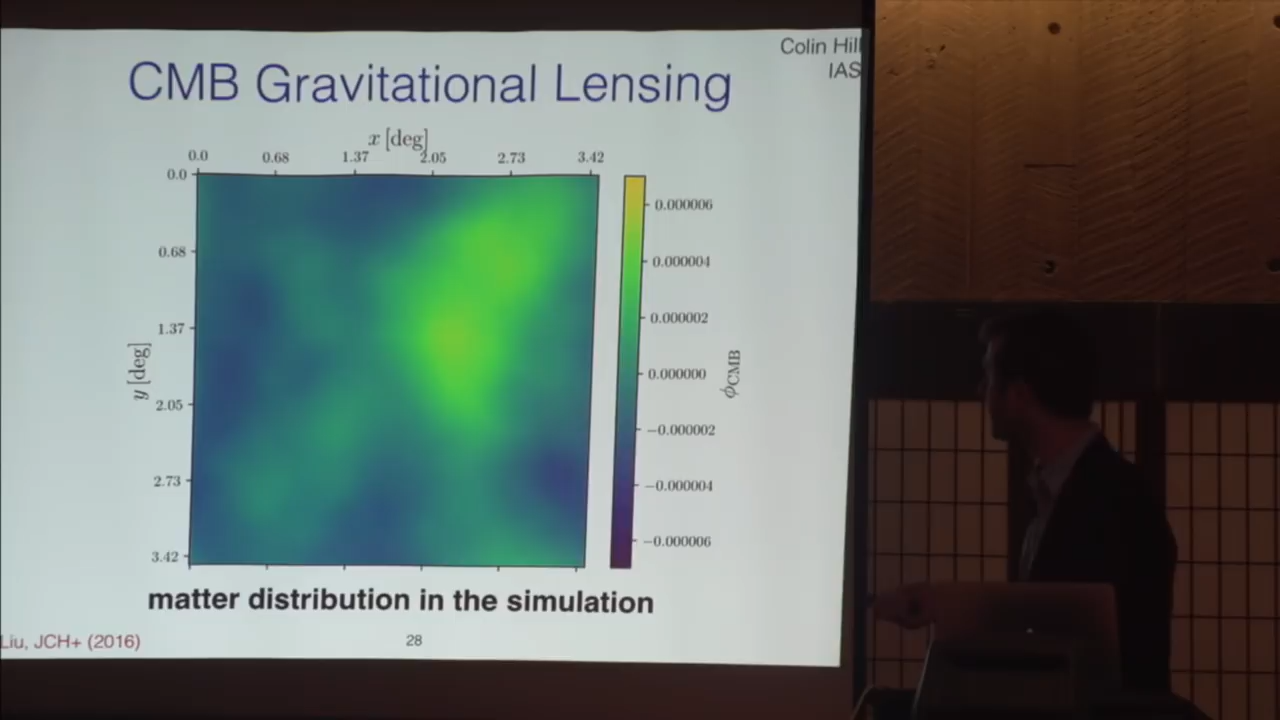 Colin Hill
IAS
CMB Gravitational Lensing
x [deg]
0.0 0.68 1.37 2.05 2.73 3.42
0.0
0.68
1.37
2.05
2.73
3.42
y [deg]
0.000006
0.000004
0.000002
0.000000
−0.000002
−0.000004
−0.000006
ϕCMB
matter distribution in the simulation
Liu, JCH+ (2016)
28